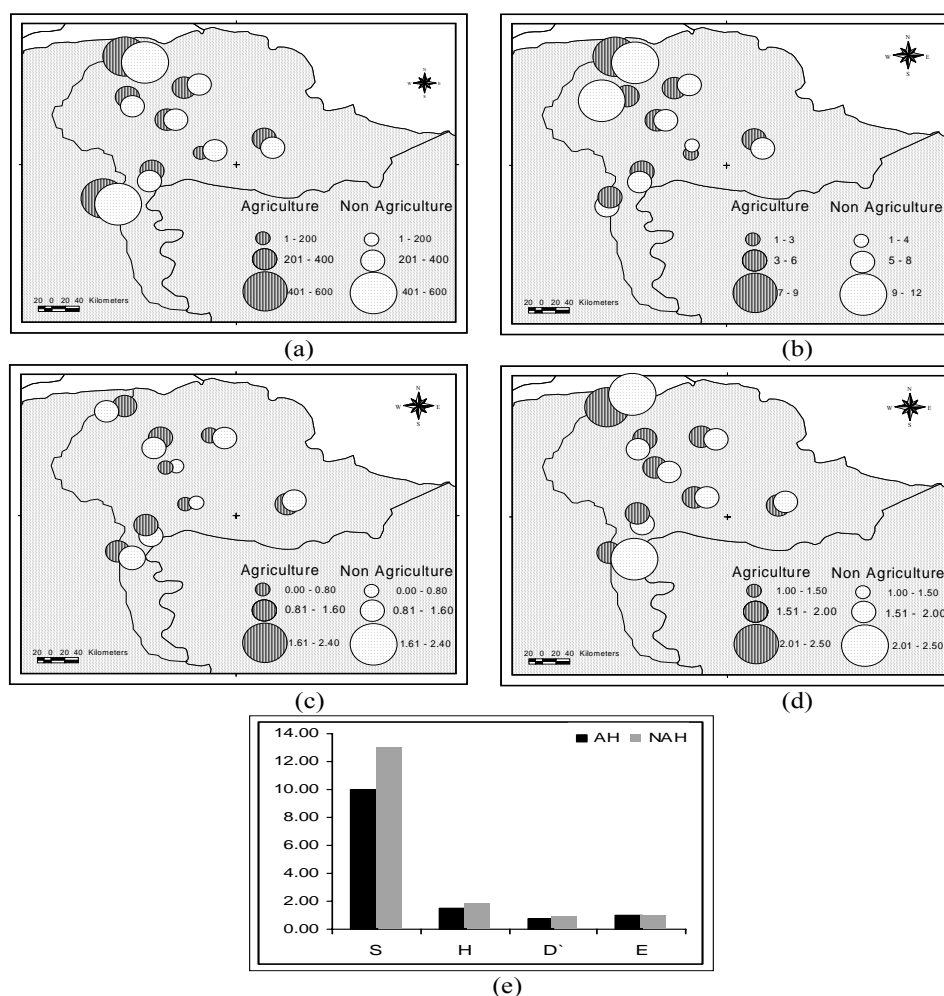 N
W E
S
Agriculture Non Agriculture
1 - 200 1 - 200
201 - 400 201 - 400
401 - 600 401 - 600
20 0 20 40 Kilometers
(a)
N
W E
S
Agriculture Non Agriculture
1 - 3 1 - 4
3 - 6 5 - 8
7 - 9 9 - 12
20 0 20 40 Kilometers
(b)
N
W E
S
Agriculture Non Agriculture
0.00 - 0.80 0.00 - 0.80
0.81 - 1.60 0.81 - 1.60
1.61 - 2.40 1.61 - 2.40
20 0 20 40 Kilometers
(c)
N
W E
S
Agriculture Non Agriculture
1.00 - 1.50 1.00 - 1.50
1.51 - 2.00 1.51 - 2.00
2.01 - 2.50 2.01 - 2.50
20 0 20 40 Kilometers
(d)
AH NAH
14.00
12.00
10.00
8.00
6.00
4.00
2.00
0.00
S H D` E
(e)